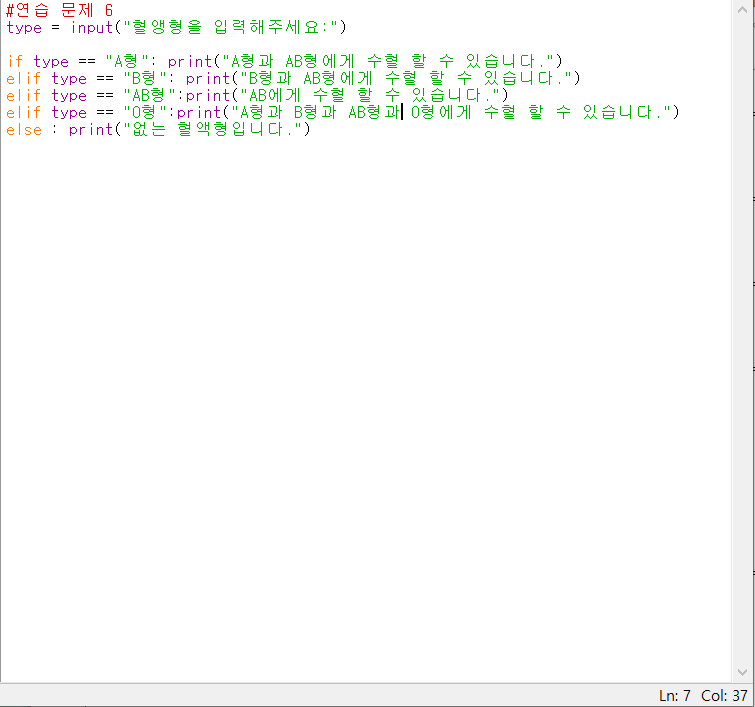 #연습 문제 6
type = input("혈앵형을 입력해주세요:")
if type == "A형": print("A형과 AB형에게 수혈 할 수 있습니다.")
elif type == "B형": print("B형과 AB형에게 수혈 할 수 있습니다.")
elif type == "AB형":print("AB에게 수혈 할 수 있습니다.")
elif type == "O형":print("A형과 B형과 AB형과 O형에게 수혈 할 수 있습니다.")
else : print("없는 혈액형입니다.")
Ln: 7 Col: 37